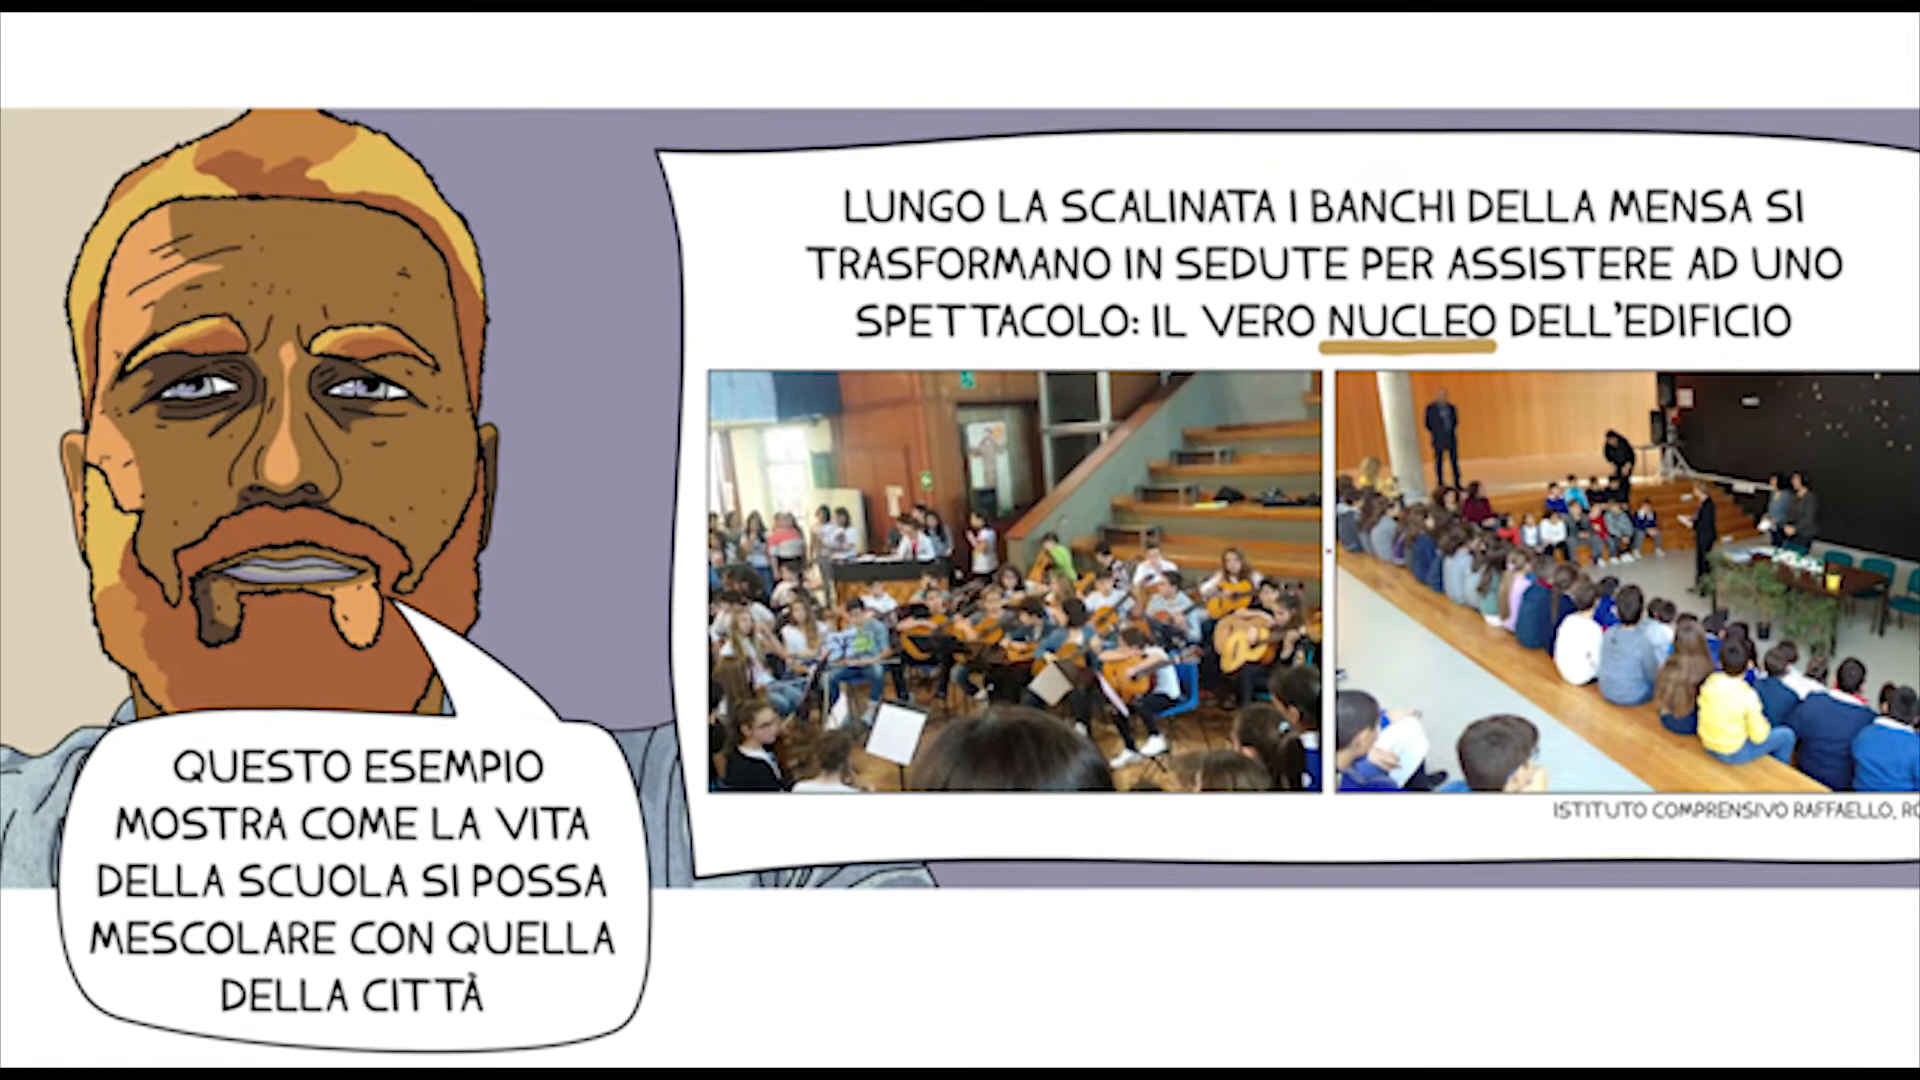 LUNGO LA SCALINATA I BANCHI DELLA MENSA SI
TRASFORMANO IN SEDUTE PER ASSISTERE AD UNO
SPETTACOLO: IL VERO NUCLEO DELL'EDIFICIO
ISTITUTO COMPRENSIVO RAFFAELLO,
QUESTO ESEMPIO
MOSTRA COME LA VITA
DELLA SCUOLA SI POSSA
MESCOLARE CON QUELLA
DELLA CITTÀ